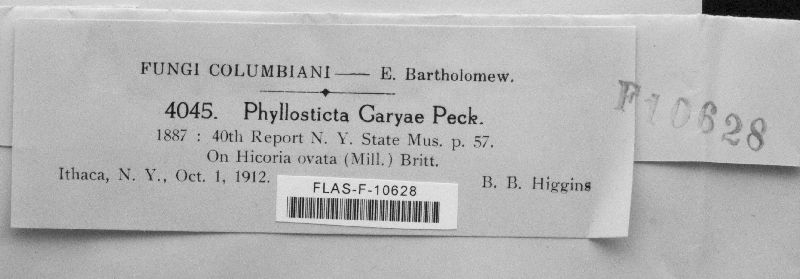 FUNGI COLUMBIANI — E. Bartholomew.
4045. Phyllosticta Garyae Peck.
1887 : 40th Report N. Y. State Mus. p. 57.
On Hicoria ovata (Mill.) Britt.
Ithaca, N. Y., Oct. 1, 1912. B. B. Higgins
FLAS-F-10628
F10628